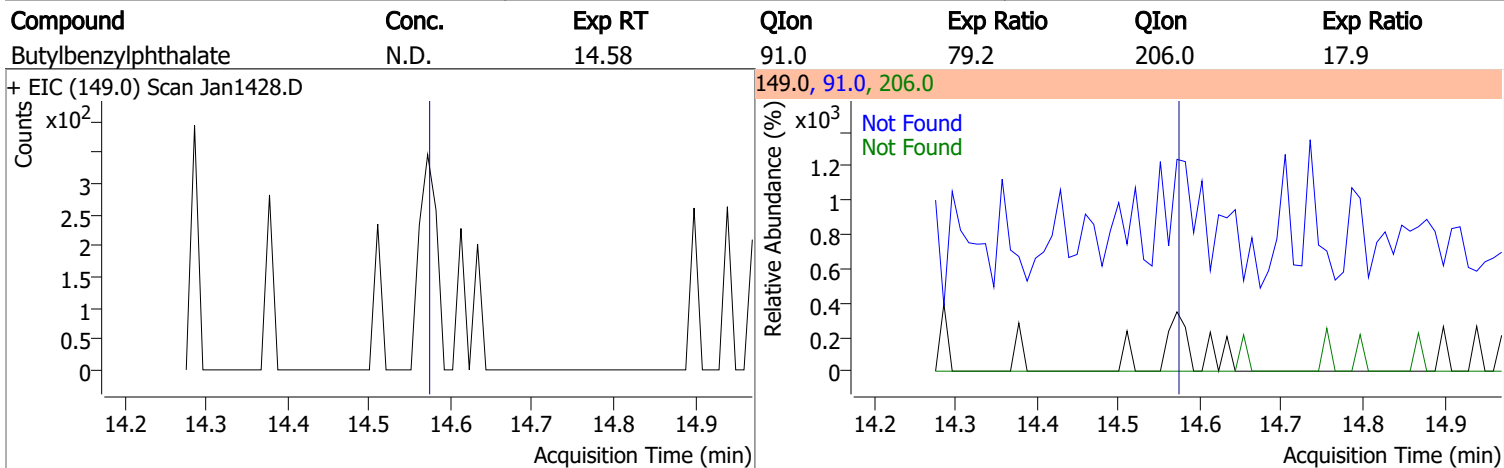 Compound Conc. Exp RT QIon Exp Ratio QIon Exp Ratio
Butylbenzylphthalate N.D. 14.58 91.0 79.2 206.0 17.9
+ EIC (149.0) Scan Jan1428.D
Counts
x10²
3
2.5
2
1.5
1
0.5
0
14.2 14.3 14.4 14.5 14.6 14.7 14.8 14.9
Acquisition Time (min)
149.0, 91.0, 206.0
Relative Abundance (%)
x10³
Not Found
Not Found
1.2
1
0.8
0.6
0.4
0.2
0
14.2 14.3 14.4 14.5 14.6 14.7 14.8 14.9
Acquisition Time (min)